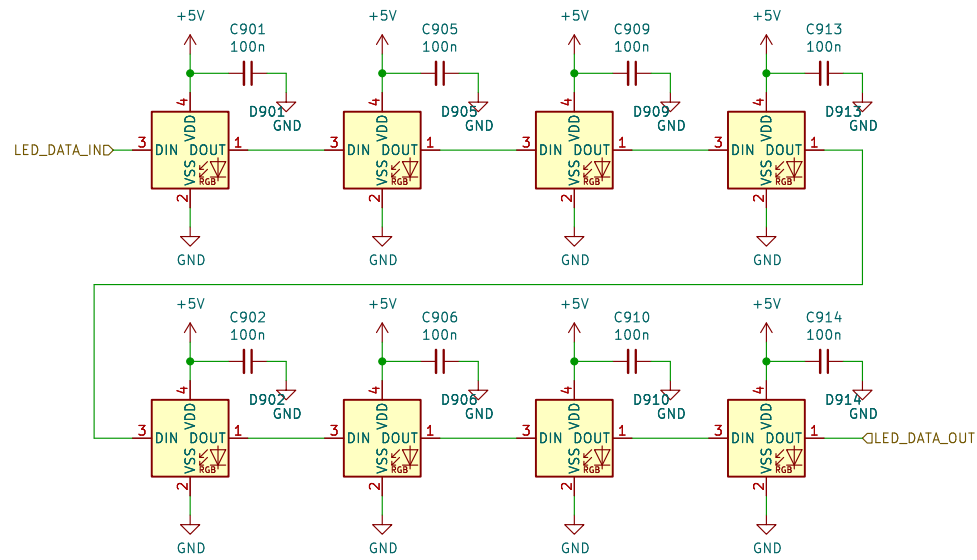 +5V +5V +5V +5V
C901 C905 C909 C913
100n 100n 100n 100n
4 4 4 4
D901 D905 D909 D913
GND GND GND GND
VDD VDD VDD VDD
LED_DATA_IN 3 DIN DOUT 1 3 DIN DOUT 1 3 DIN DOUT 1 3 DIN DOUT 1
VSS VSS VSS VSS
RGB RGB RGB RGB
2 2 2 2
GND GND GND GND
+5V +5V +5V +5V
C902 C906 C910 C914
100n 100n 100n 100n
4 4 4 4
D902 D906 D910 D914
GND GND GND GND
VDD VDD VDD VDD
3 DIN DOUT 1 3 DIN DOUT 1 3 DIN DOUT 1 3 DIN DOUT 1 LED_DATA_OUT
VSS VSS VSS VSS
RGB RGB RGB RGB
2 2 2 2
GND GND GND GND